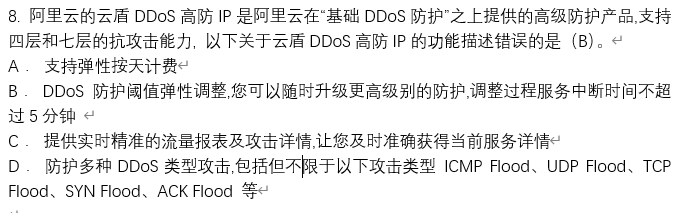 8. 阿里云的云盾 DDoS 高防 IP 是阿里云在“基础 DDoS 防护”之上提供的高级防护产品,支持
四层和七层的抗攻击能力, 以下关于云盾 DDoS 高防 IP 的功能描述错误的是（B）。↵
A． 支持弹性按天计费↵
B． DDoS 防护阈值弹性调整,您可以随时升级更高级别的防护,调整过程服务中断时间不超
过 5 分钟 ↵
C． 提供实时精准的流量报表及攻击详情,让您及时准确获得当前服务详情↵
D． 防护多种 DDoS 类型攻击,包括但不限于以下攻击类型 ICMP Flood、UDP Flood、TCP
Flood、SYN Flood、ACK Flood 等↵